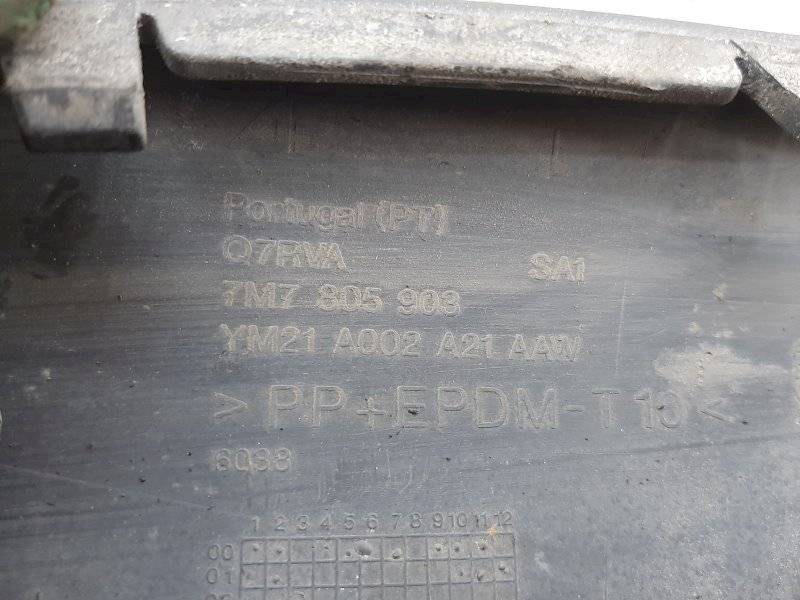 Portugal (PT)
Q7RVA SA1
7M7 805 903
YM21 A002 A21 AAW
> PP+EPDM-T10 <
6033
1 2 3 4 5 6 7 8 9 10 11 12
00
01